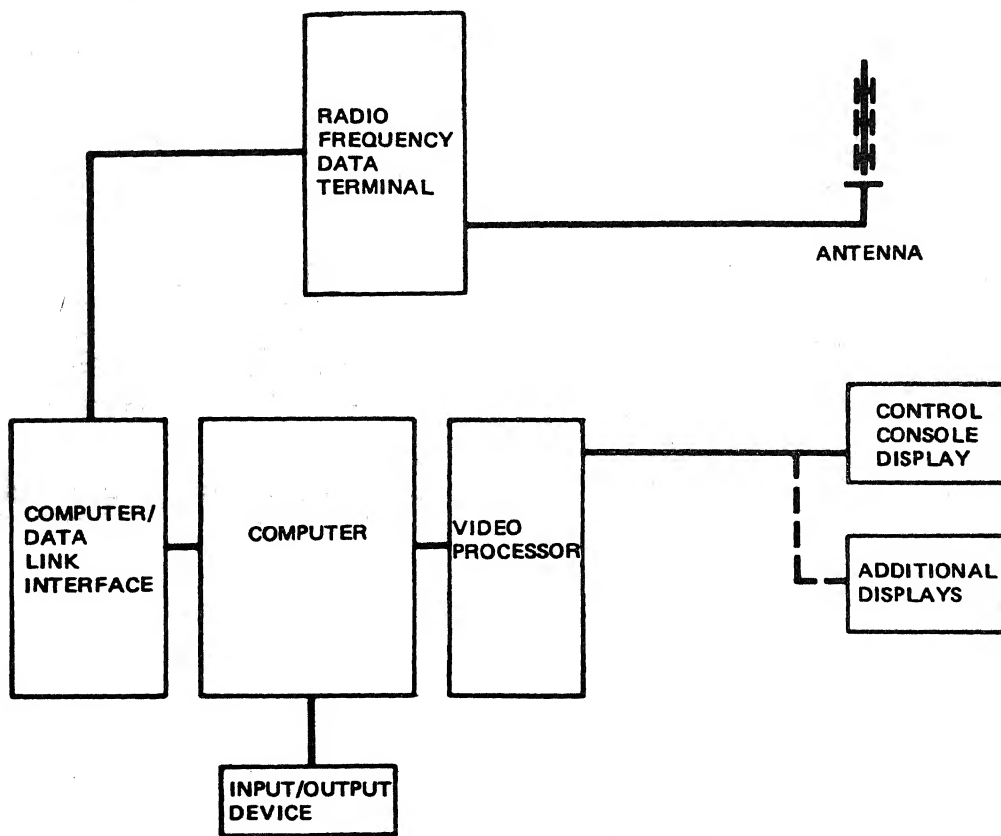 RADIO
FREQUENCY
DATA
TERMINAL
ANTENNA
COMPUTER/
DATA
LINK
INTERFACE
COMPUTER
VIDEO
PROCESSOR
CONTROL
CONSOLE
DISPLAY
ADDITIONAL
DISPLAYS
INPUT/OUTPUT
DEVICE